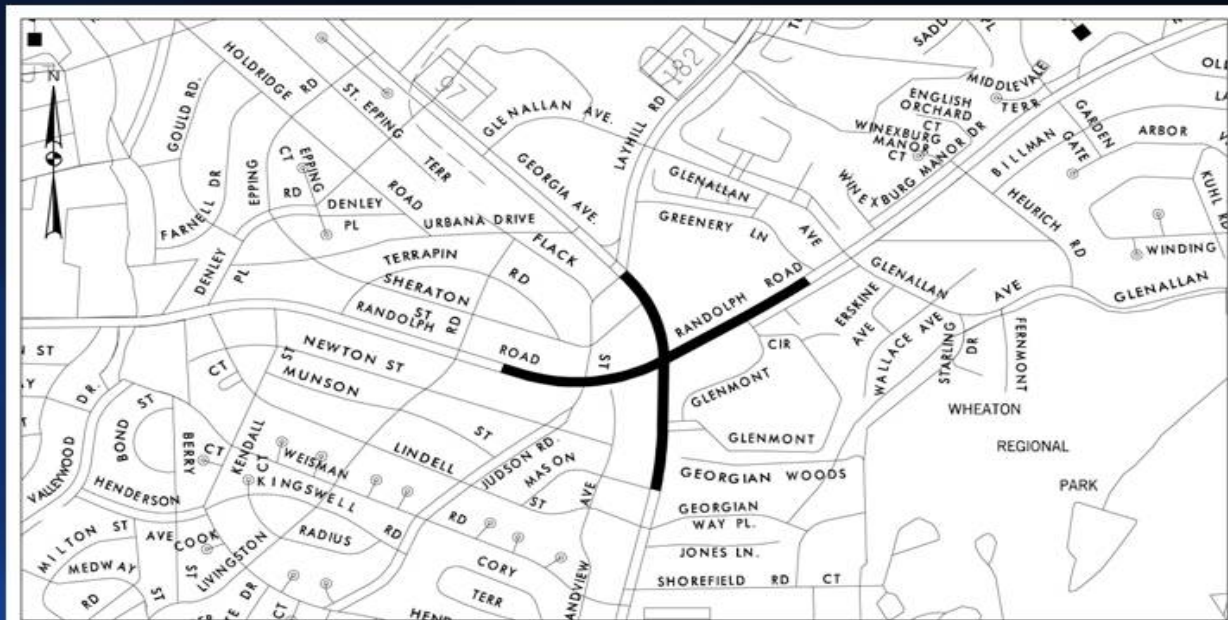 N
GOULD RD.
HOLDRIDGE RD
ST. EPPING TERR
97
182
LAYHILL RD
GLENALLAN AVE.
GEORGIA AVE.
MIDDLEVALE TERR
ENGLISH ORCHARD CT
WINEXBURG MANOR CT
WINEXBURG MANOR DR
BILLMAN
GARDEN GATE
ARBOR
HEURICH RD
WINDING
GLENALLAN
FARNELL DR
EPPING RD
EPPING CT
DENLEY PL
ROAD
URBANA DRIVE
FLACK ST
GLENALLAN AVE
GREENERY LN
TERRAPIN RD
SHERATON ST
RANDOLPH RD
DENLEY PL
RANDOLPH ROAD
ROAD
GLENALLAN AVE
ERSKINE AVE
WALLACE AVE
STARLING DR
FERNMONT
CIR
GLENMONT
GLENMONT
WHEATON
REGIONAL
PARK
NEWTON ST
MUNSON ST
LINDELL ST
CT
ST
VALLEYWOOD DR.
BOND ST
BERRY ST
CT
KENDALL CT
WEISMAN
KINGSWELL RD
JUDSON RD.
MASON
AVE
HENDERSON AVE
GEORGIAN WOODS
GEORGIAN
WAY PL.
JONES LN.
SHOREFIELD RD CT
MILTON ST
MEDWAY
RD
ST
COOK
LIVINGSTON
RADIUS RD
CORY
TERR
CT